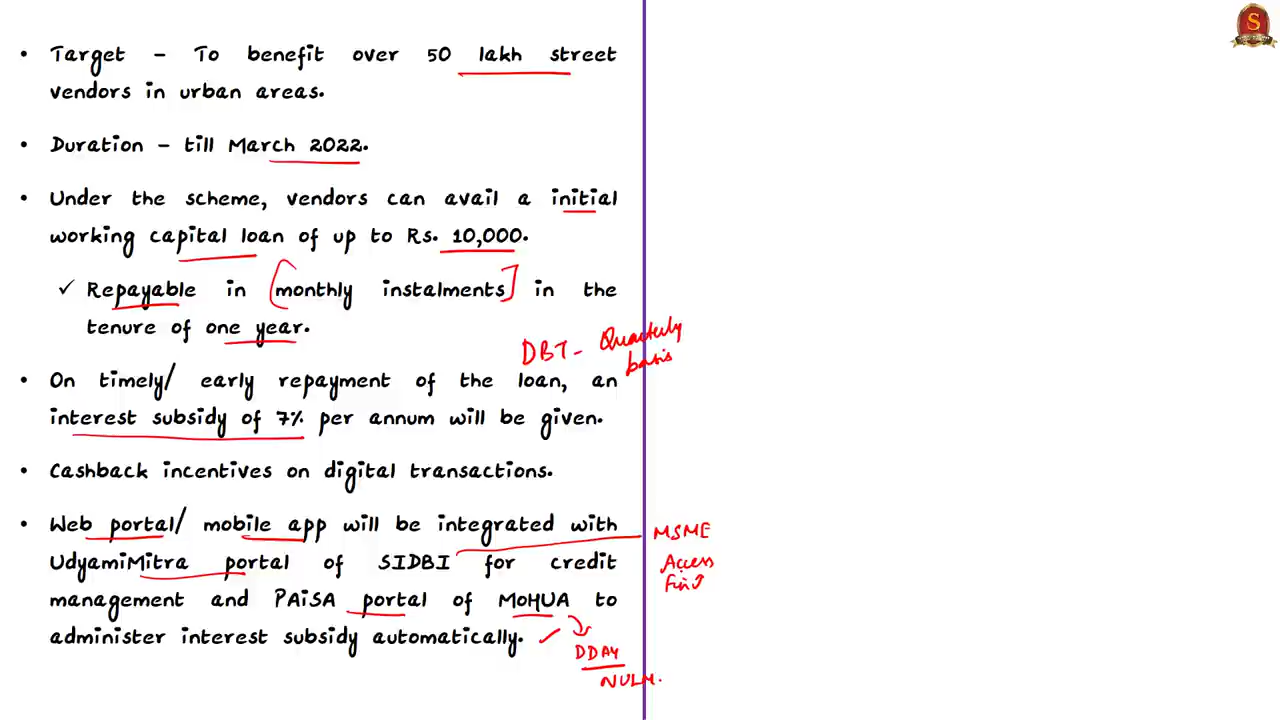 • Target – To benefit over 50 lakh street
vendors in urban areas.
• Duration – till March 2022.
• Under the scheme, vendors can avail a initial
working capital loan of up to Rs. 10,000.
✓ Repayable in [monthly instalments] in the
tenure of one year.
DBT - Quarterly
basis
• On timely/ early repayment of the loan, an
interest subsidy of 7% per annum will be given.
• Cashback incentives on digital transactions.
• Web portal/ mobile app will be integrated with
MSME
UdyamiMitra portal of SIDBI for credit
Access
management and PAiSA portal of MoHUA to
administer interest subsidy automatically.
DDAY
NULM.
S